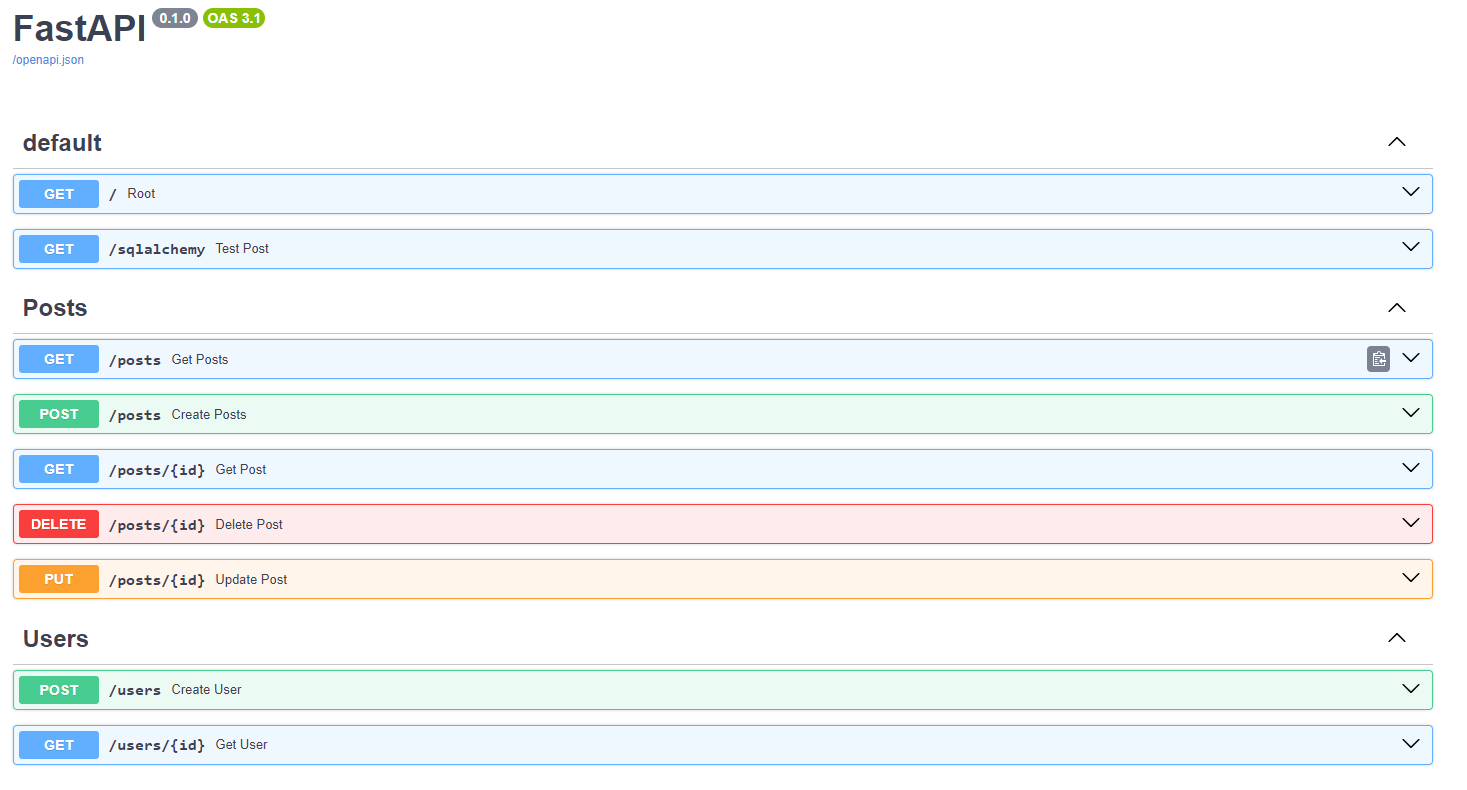 FastAPI 0.1.0 OAS 3.1
/openapi.json
default
GET / Root
GET /sqlalchemy Test Post
Posts
GET /posts Get Posts
POST /posts Create Posts
GET /posts/{id} Get Post
DELETE /posts/{id} Delete Post
PUT /posts/{id} Update Post
Users
POST /users Create User
GET /users/{id} Get User